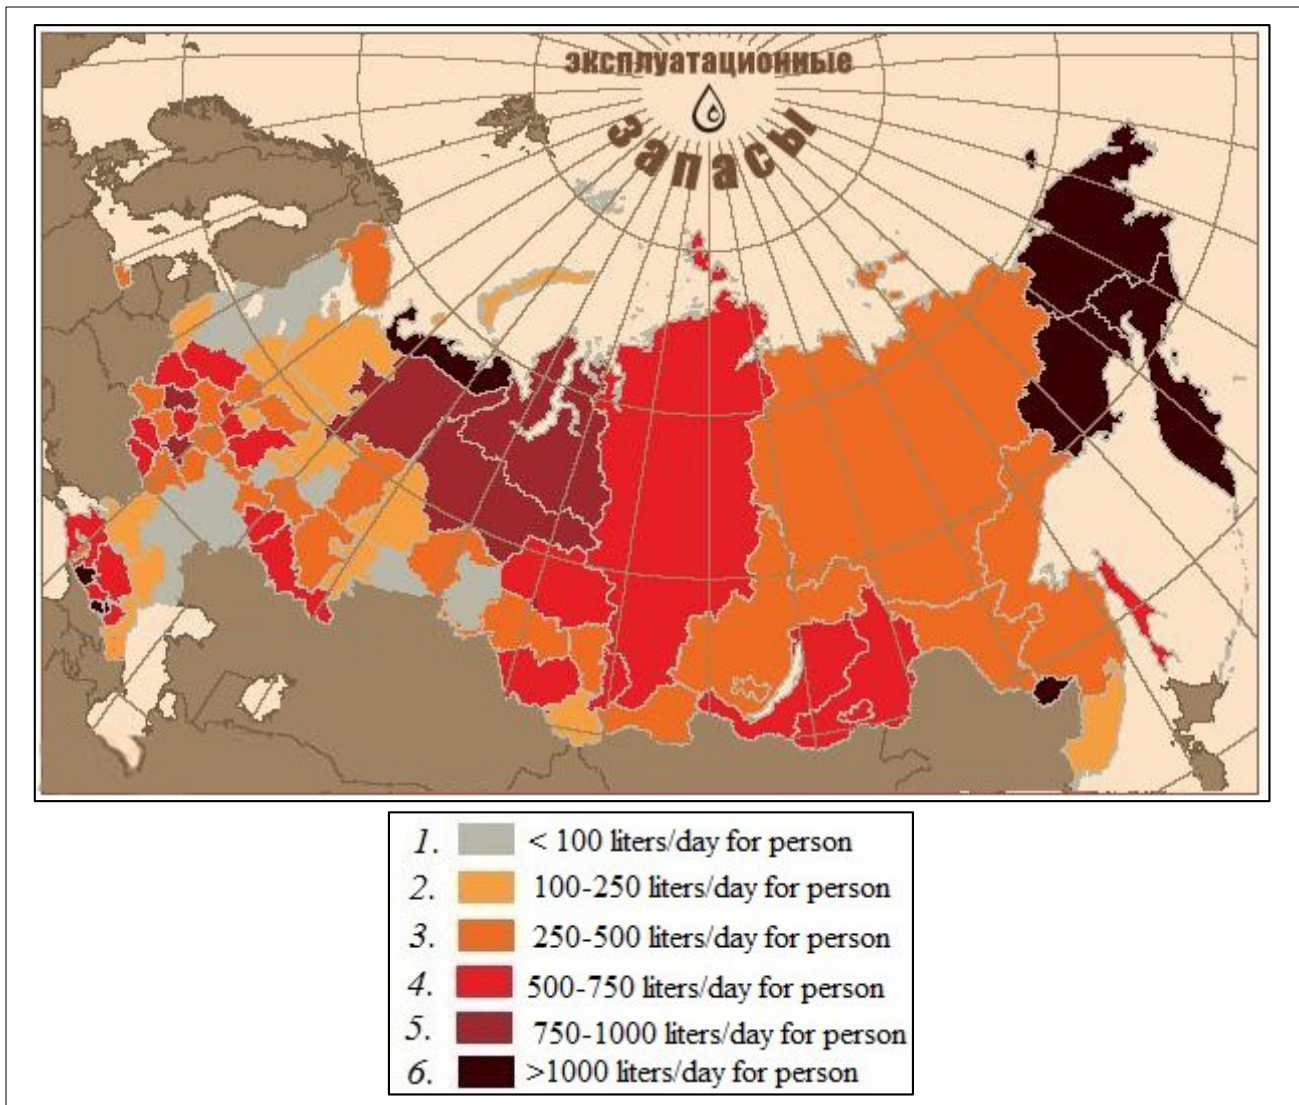 эксплуатационные
запасы
1. < 100 liters/day for person
2. 100-250 liters/day for person
3. 250-500 liters/day for person
4. 500-750 liters/day for person
5. 750-1000 liters/day for person
6. >1000 liters/day for person